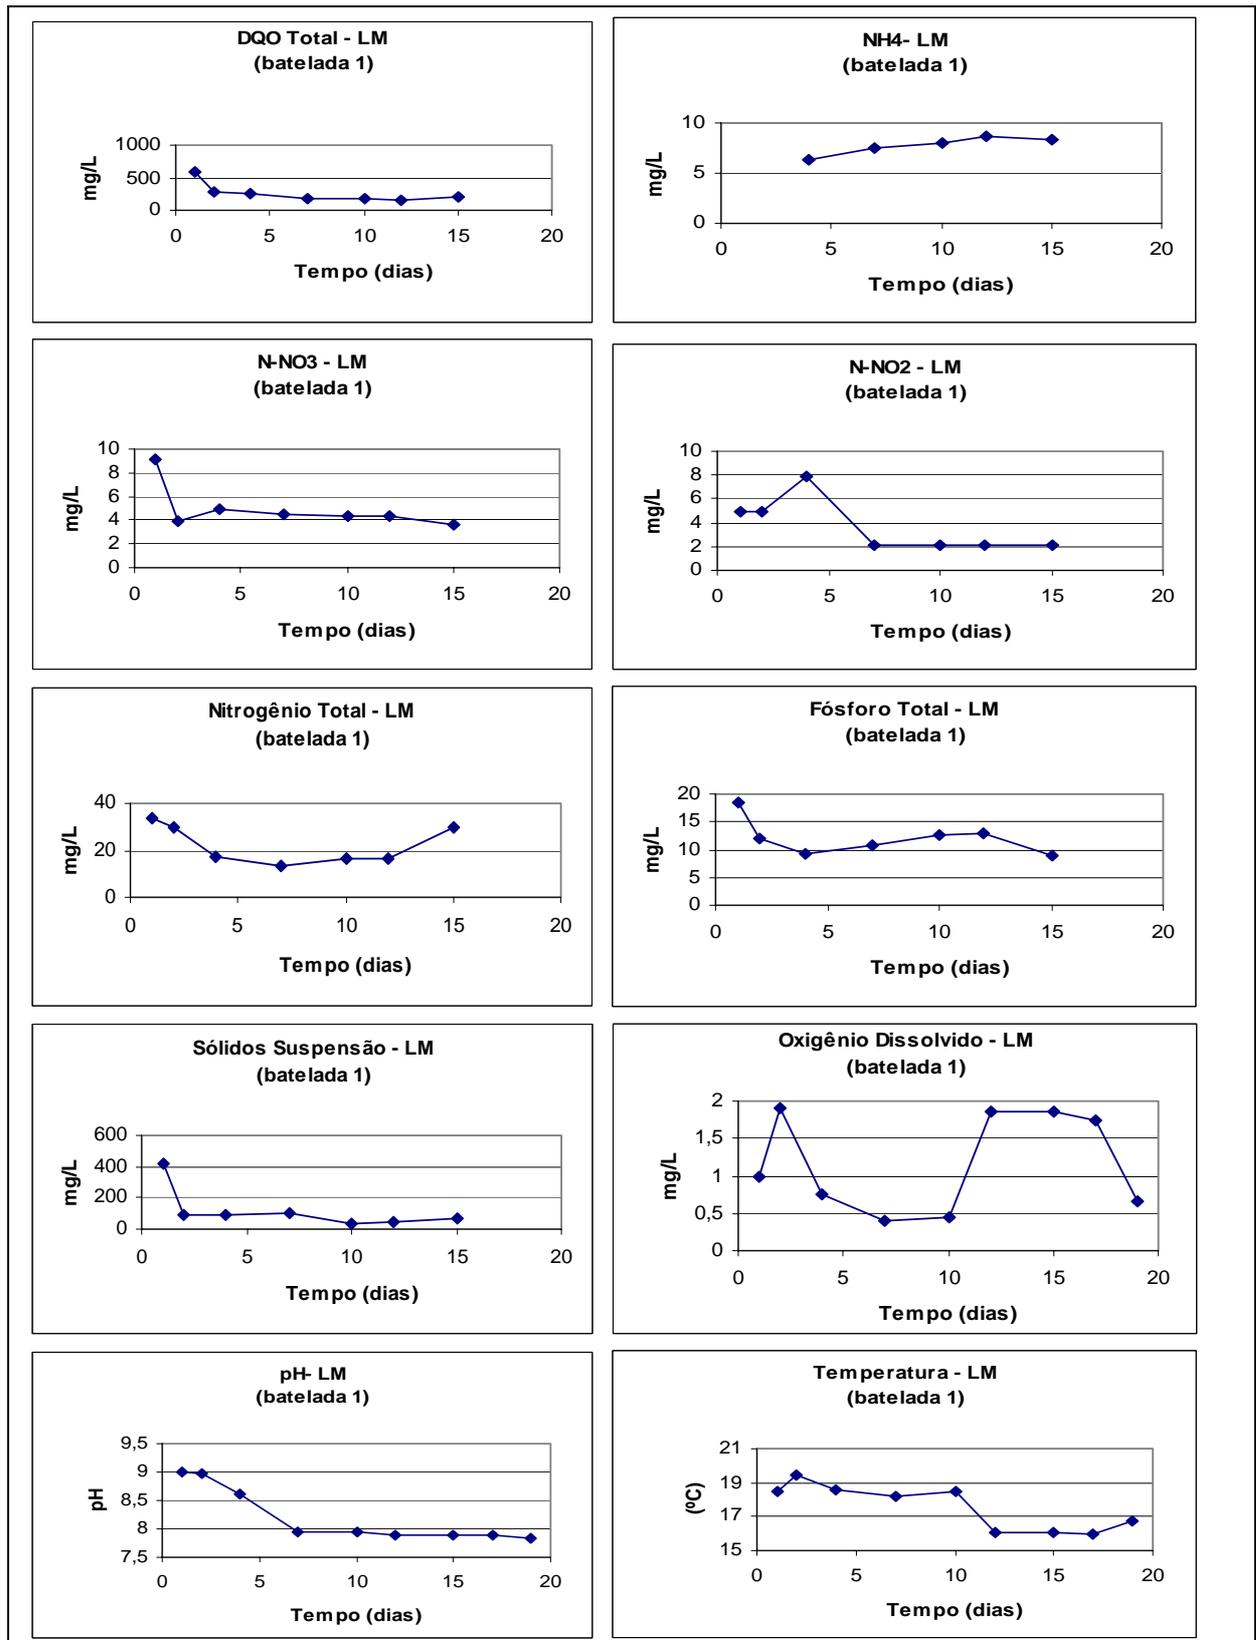 DQO Total - LM
(batelada 1)
1000
500
0
mg/L
0 5 10 15 20
Tempo (dias)
NH4- LM
(batelada 1)
10
5
0
mg/L
0 5 10 15 20
Tempo (dias)
N-NO3 - LM
(batelada 1)
10
8
6
4
2
0
mg/L
0 5 10 15 20
Tempo (dias)
N-NO2 - LM
(batelada 1)
10
8
6
4
2
0
mg/L
0 5 10 15 20
Tempo (dias)
Nitrogênio Total - LM
(batelada 1)
40
20
0
mg/L
0 5 10 15 20
Tempo (dias)
Fósforo Total - LM
(batelada 1)
20
15
10
5
0
mg/L
0 5 10 15 20
Tempo (dias)
Sólidos Suspensão - LM
(batelada 1)
600
400
200
0
mg/L
0 5 10 15 20
Tempo (dias)
Oxigênio Dissolvido - LM
(batelada 1)
2
1,5
1
0,5
0
mg/L
0 5 10 15 20
Tempo (dias)
pH- LM
(batelada 1)
9,5
9
8,5
8
7,5
pH
0 5 10 15 20
Tempo (dias)
Temperatura - LM
(batelada 1)
21
19
17
15
(ºC)
0 5 10 15 20
Tempo (dias)